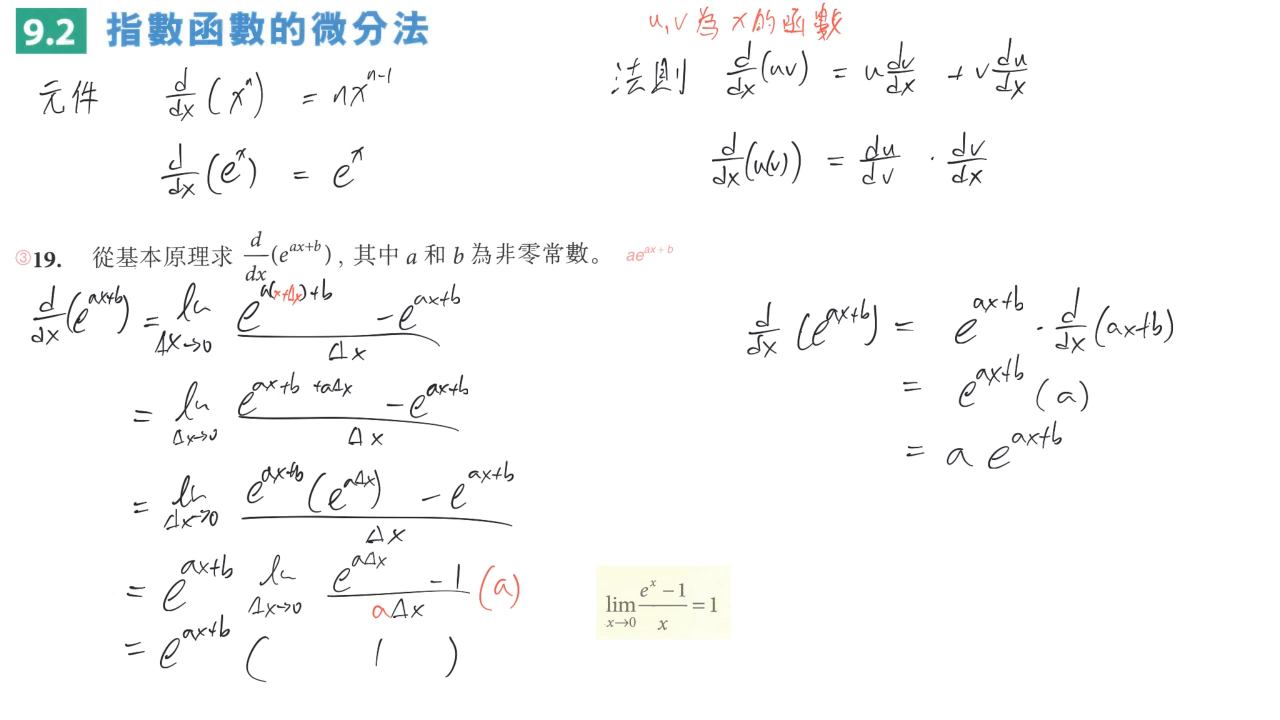 9.2 指數函數的微分法
u,v 為 x 的函數
元件 d/dx (x^n) = nx^(n-1)
法則 d/dx (uv) = u dv/dx + v du/dx
d/dx (e^x) = e^x
d/dx (u(v)) = du/dv · dv/dx
③19. 從基本原理求 d/dx (e^(ax+b)) , 其中 a 和 b 為非零常數。 ae^(ax+b)
d/dx (e^(ax+b)) = lim Δx→0 (e^(a(x+Δx)+b) - e^(ax+b)) / Δx
= lim Δx→0 (e^(ax+b+aΔx) - e^(ax+b)) / Δx
= lim Δx→0 (e^(ax+b) (e^(aΔx)) - e^(ax+b)) / Δx
= e^(ax+b) lim Δx→0 (e^(aΔx) - 1) / aΔx (a)
= e^(ax+b) ( 1 )
d/dx (e^(ax+b)) = e^(ax+b) · d/dx (ax+b)
= e^(ax+b) (a)
= a e^(ax+b)
lim x→0 (e^x - 1) / x = 1